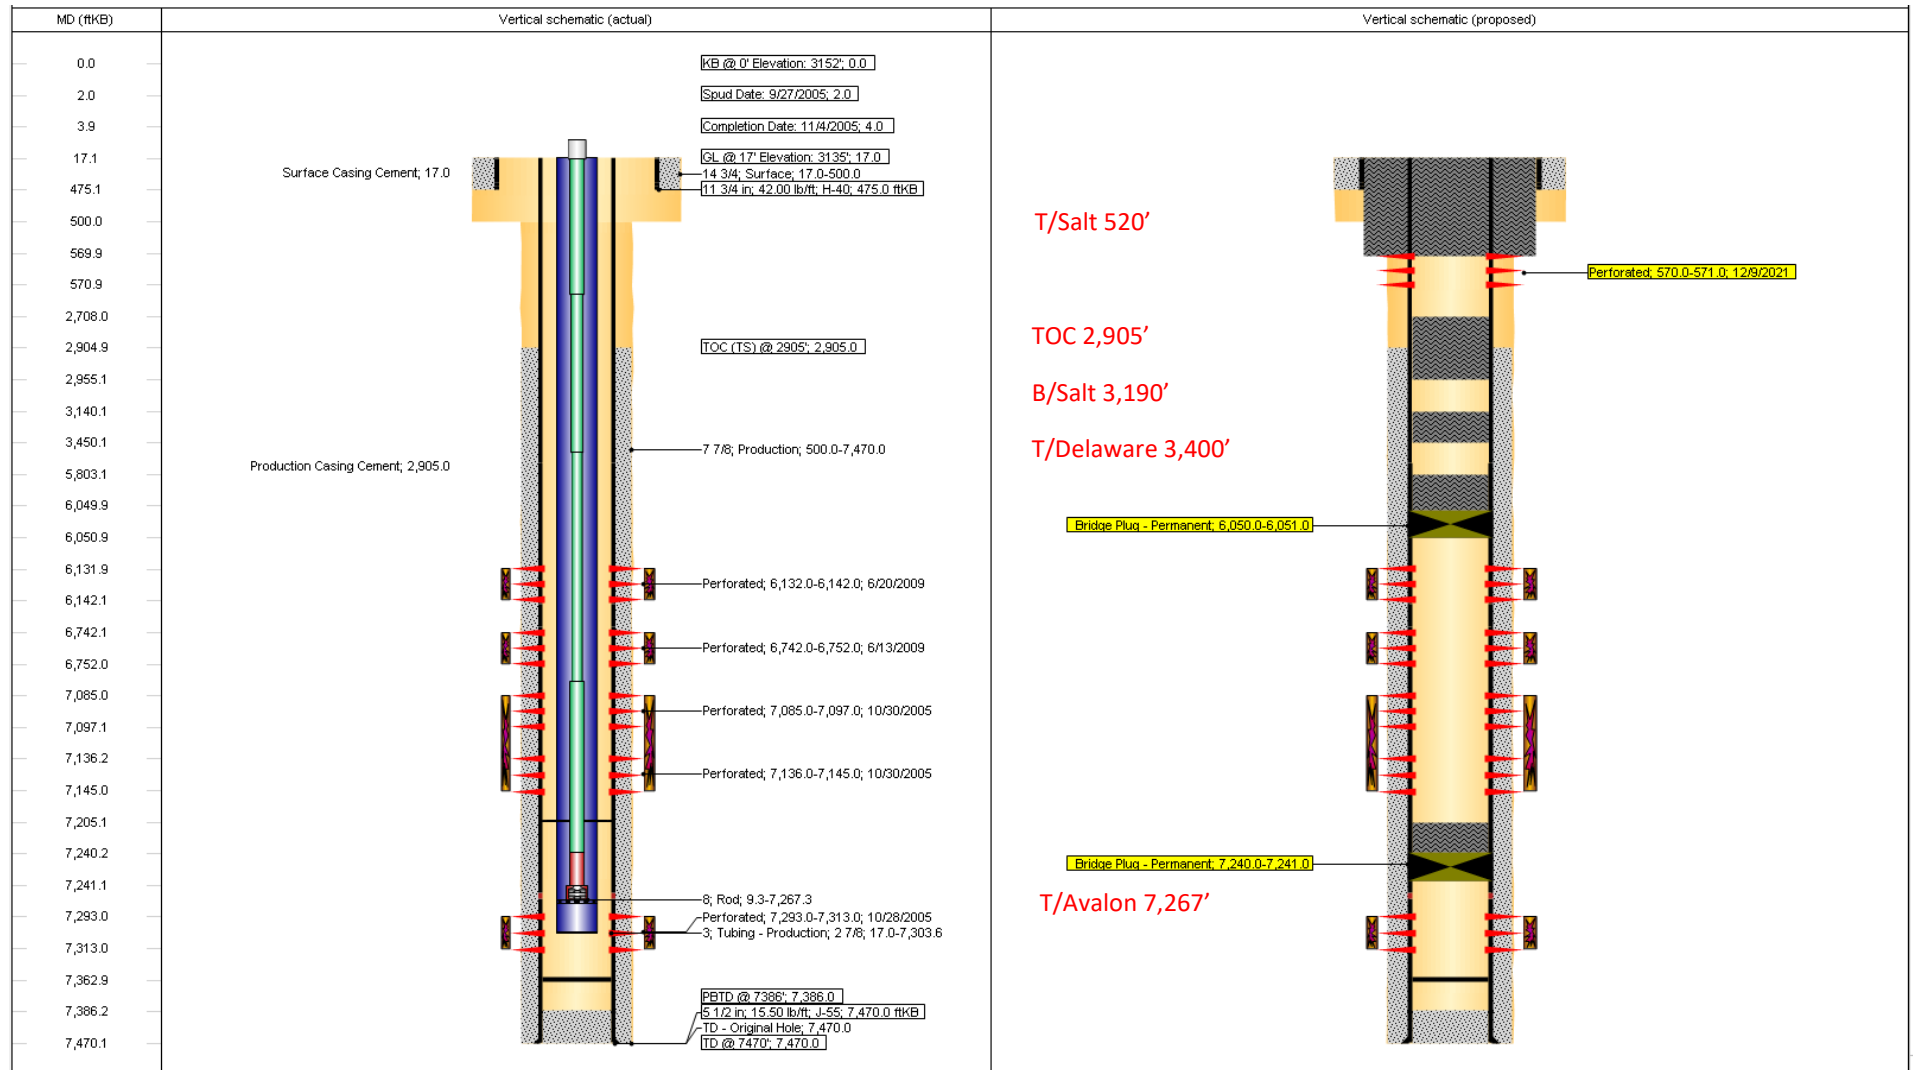 MD (ftKB)
Vertical schematic (actual)
Vertical schematic (proposed)
0.0
2.0
3.9
17.1
475.1
500.0
569.9
570.9
2,708.0
2,904.9
2,955.1
3,140.1
3,450.1
5,803.1
6,049.9
6,050.9
6,131.9
6,142.1
6,742.1
6,752.0
7,085.0
7,097.1
7,136.2
7,145.0
7,205.1
7,240.2
7,241.1
7,293.0
7,313.0
7,362.9
7,386.2
7,470.1
Surface Casing Cement; 17.0
Production Casing Cement; 2,905.0
KB @ 0' Elevation: 3152'; 0.0
Spud Date: 9/27/2005; 2.0
Completion Date: 11/4/2005; 4.0
GL @ 17' Elevation: 3135'; 17.0
14 3/4; Surface; 17.0-500.0
11 3/4 in; 42.00 lb/ft; H-40; 475.0 ftKB
TOC (TS) @ 2905'; 2,905.0
7 7/8; Production; 500.0-7,470.0
Perforated; 6,132.0-6,142.0; 6/20/2009
Perforated; 6,742.0-6,752.0; 6/13/2009
Perforated; 7,085.0-7,097.0; 10/30/2005
Perforated; 7,136.0-7,145.0; 10/30/2005
8; Rod; 9.3-7,267.3
Perforated; 7,293.0-7,313.0; 10/28/2005
3; Tubing - Production; 2 7/8; 17.0-7,303.6
PBTD @ 7386'; 7,386.0
5 1/2 in; 15.50 lb/ft; J-55; 7,470.0 ftKB
TD - Original Hole; 7,470.0
TD @ 7470'; 7,470.0
T/Salt 520’
Perforated; 570.0-571.0; 12/9/2021
TOC 2,905’
B/Salt 3,190’
T/Delaware 3,400’
Bridge Plug - Permanent; 6,050.0-6,051.0
Bridge Plug - Permanent; 7,240.0-7,241.0
T/Avalon 7,267’